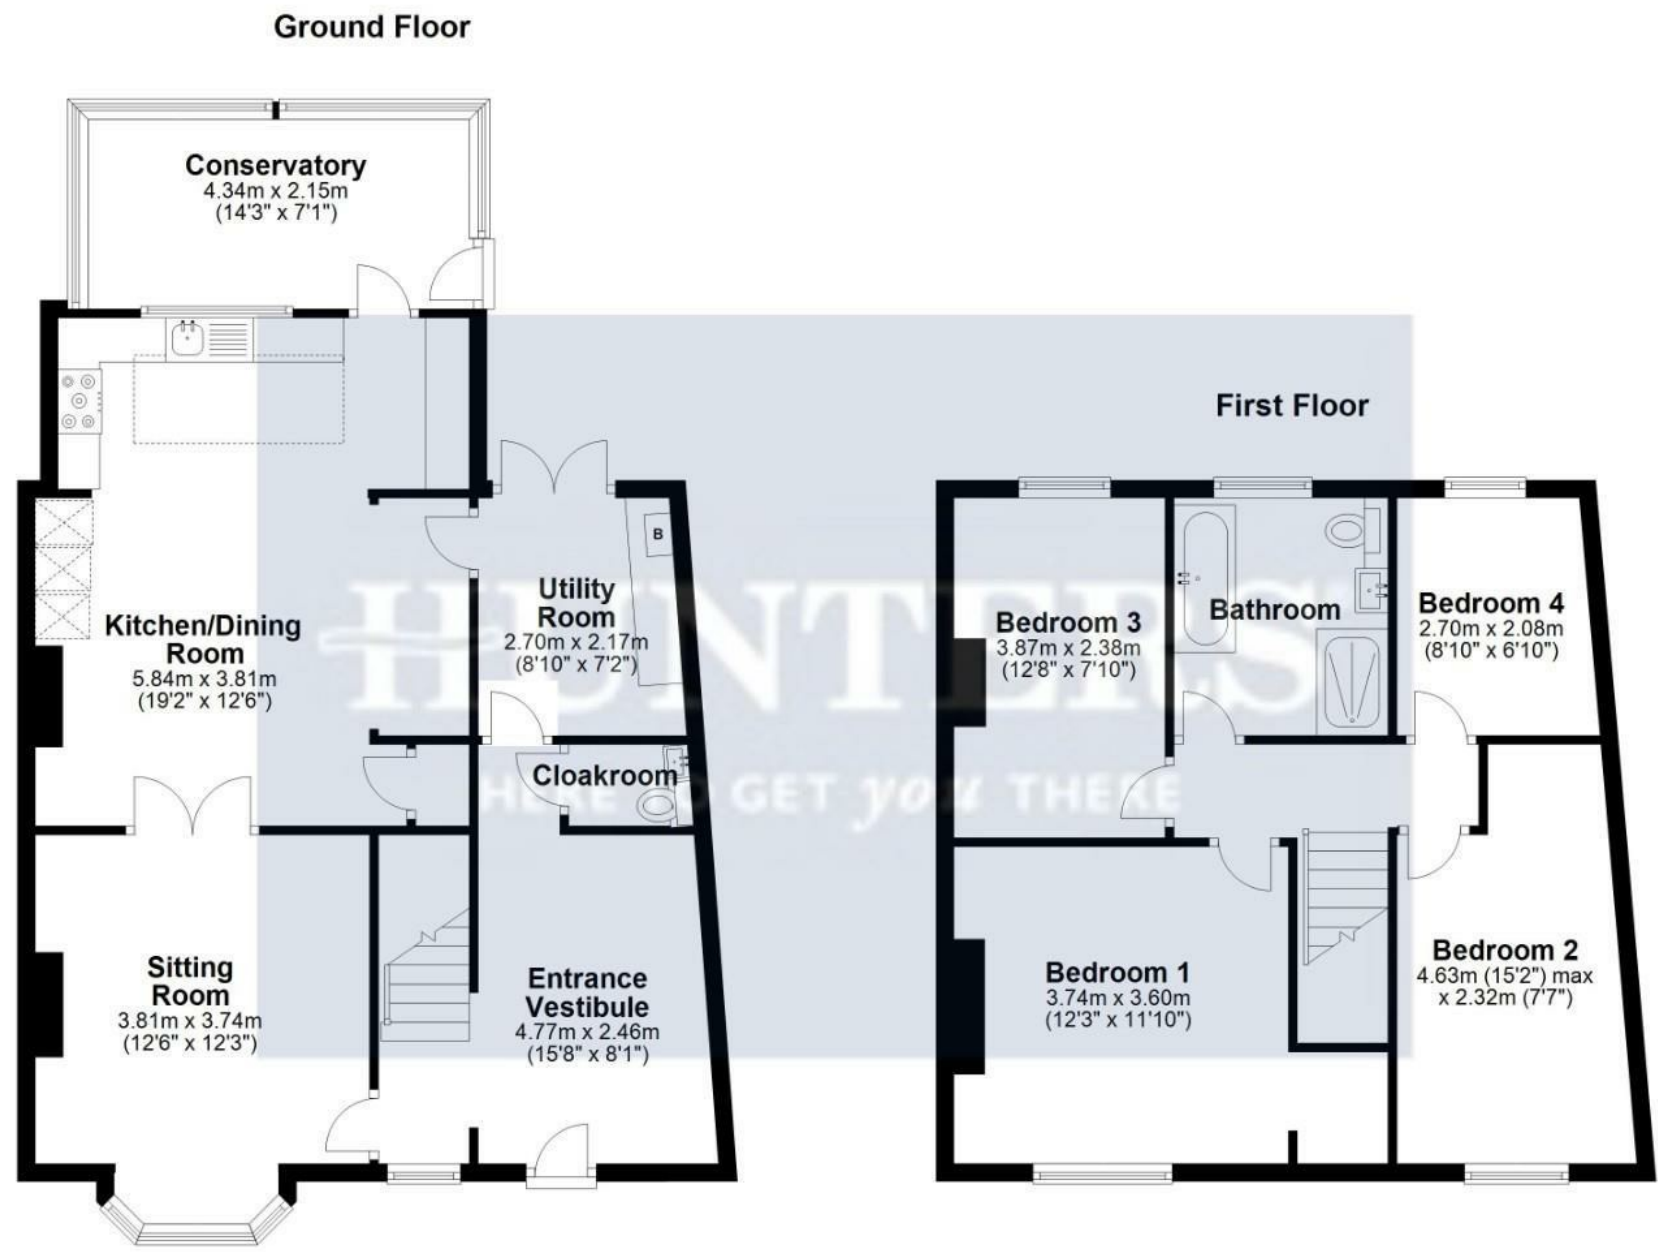 Ground Floor
Conservatory
4.34m x 2.15m
(14'3" x 7'1")
Kitchen/Dining
Room
5.84m x 3.81m
(19'2" x 12'6")
Utility
Room
2.70m x 2.17m
(8'10" x 7'2")
B
Cloakroom
Sitting
Room
3.81m x 3.74m
(12'6" x 12'3")
Entrance
Vestibule
4.77m x 2.46m
(15'8" x 8'1")
First Floor
Bedroom 3
3.87m x 2.38m
(12'8" x 7'10")
Bathroom
Bedroom 4
2.70m x 2.08m
(8'10" x 6'10")
Bedroom 1
3.74m x 3.60m
(12'3" x 11'10")
Bedroom 2
4.63m (15'2") max
x 2.32m (7'7")
HUNTERS
HERE TO GET you THERE